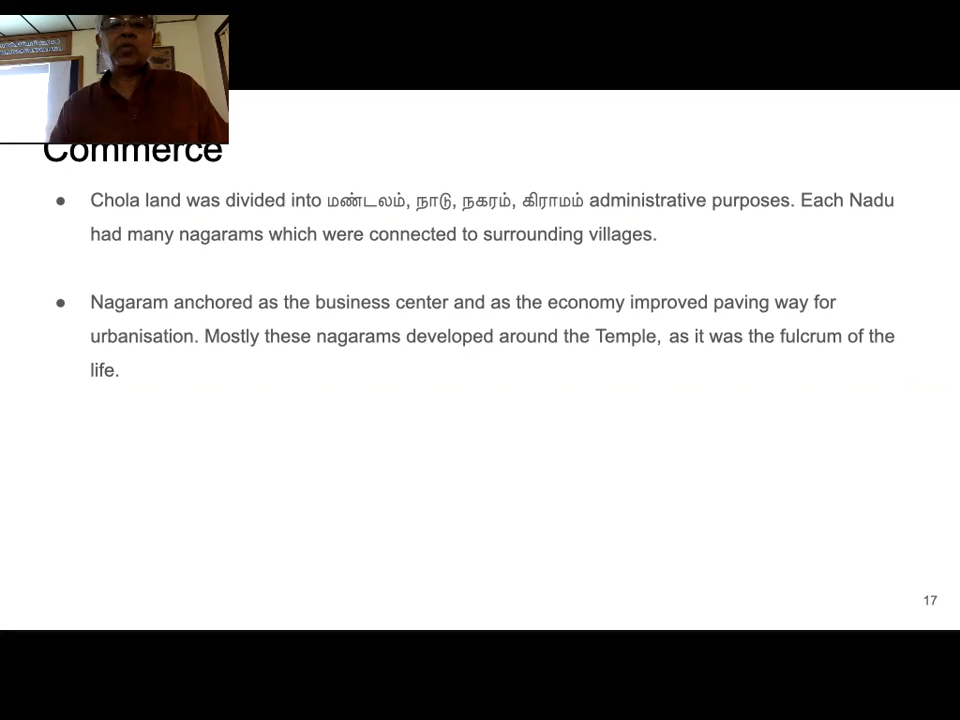 Commerce
● Chola land was divided into மண்டலம், நாடு, நகரம், கிராமம் administrative purposes. Each Nadu
had many nagarams which were connected to surrounding villages.
● Nagaram anchored as the business center and as the economy improved paving way for
urbanisation. Mostly these nagarams developed around the Temple, as it was the fulcrum of the
life.
17